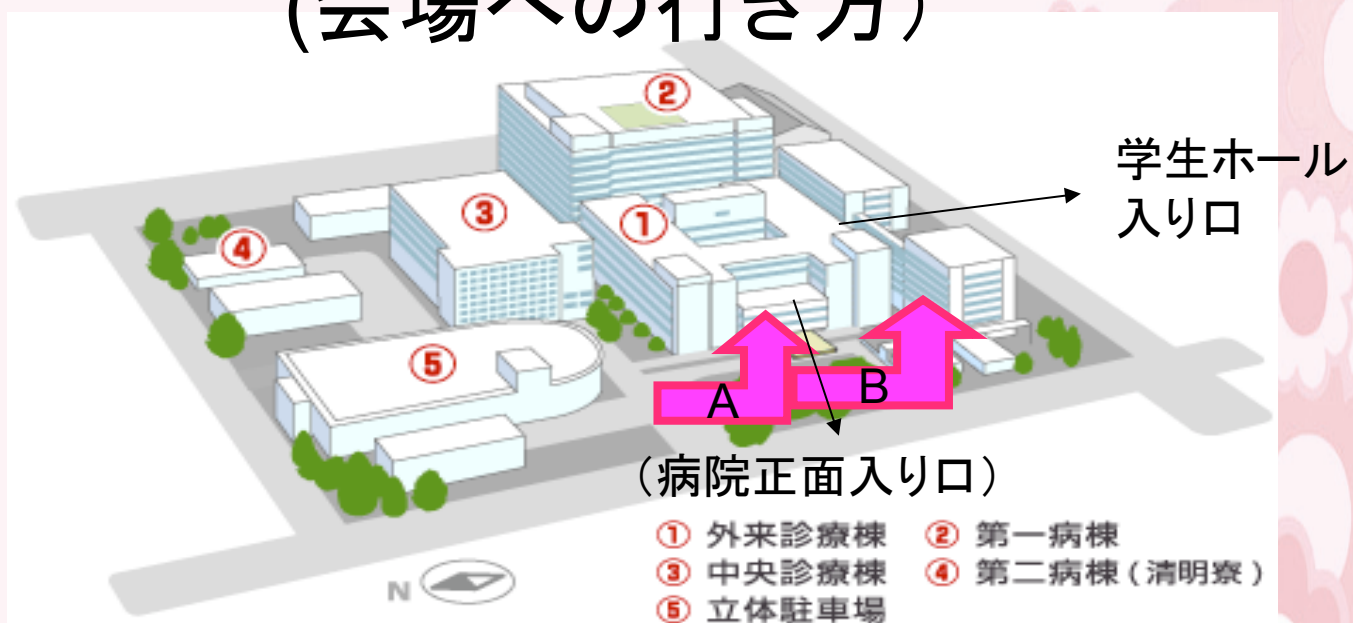 (会場への行き方)
②
③
①
④
⑤
学生ホール
入り口
A
B
（病院正面入り口）
① 外来診療棟 ② 第一病棟
③ 中央診療棟 ④ 第二病棟(清明寮)
⑤ 立体駐車場
N